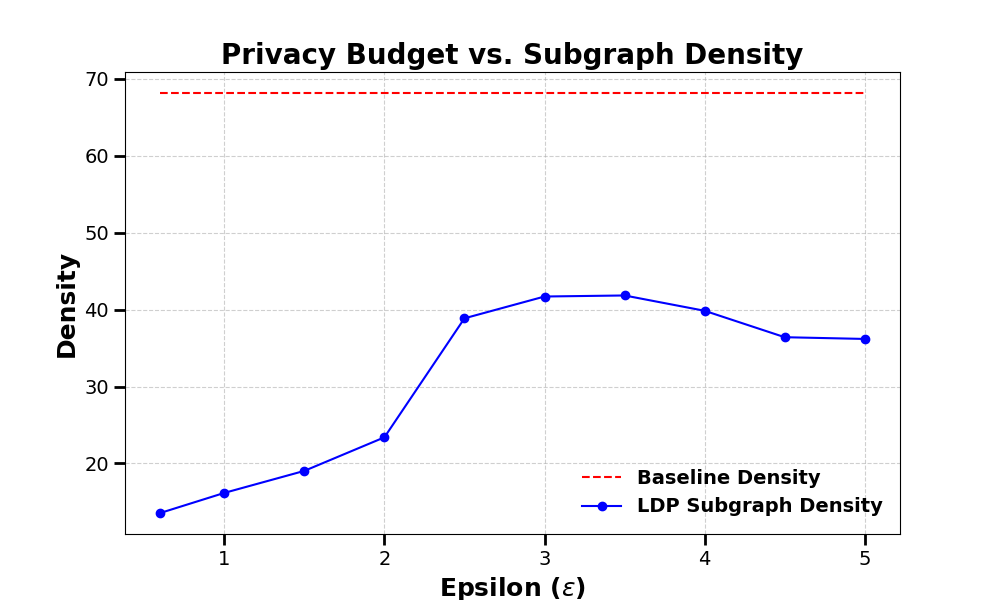 Privacy Budget vs. Subgraph Density
70
60
50
40
30
20
Density
Baseline Density
LDP Subgraph Density
1 2 3 4 5
Epsilon (ε)